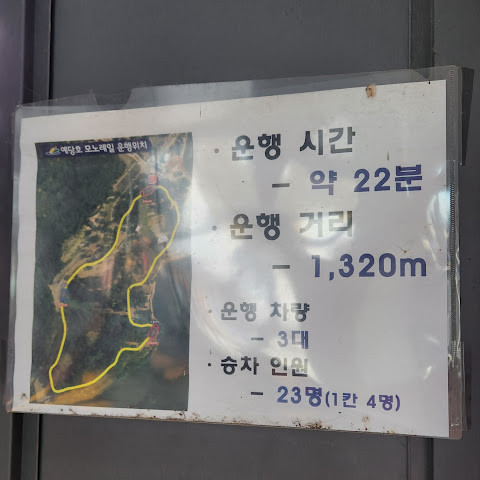 예당호 모노레일 운행위치
· 운행 시간
- 약 22분
· 운행 거리
- 1,320m
· 운행 차량
- 3대
· 승차 인원
- 23명(1칸 4명)